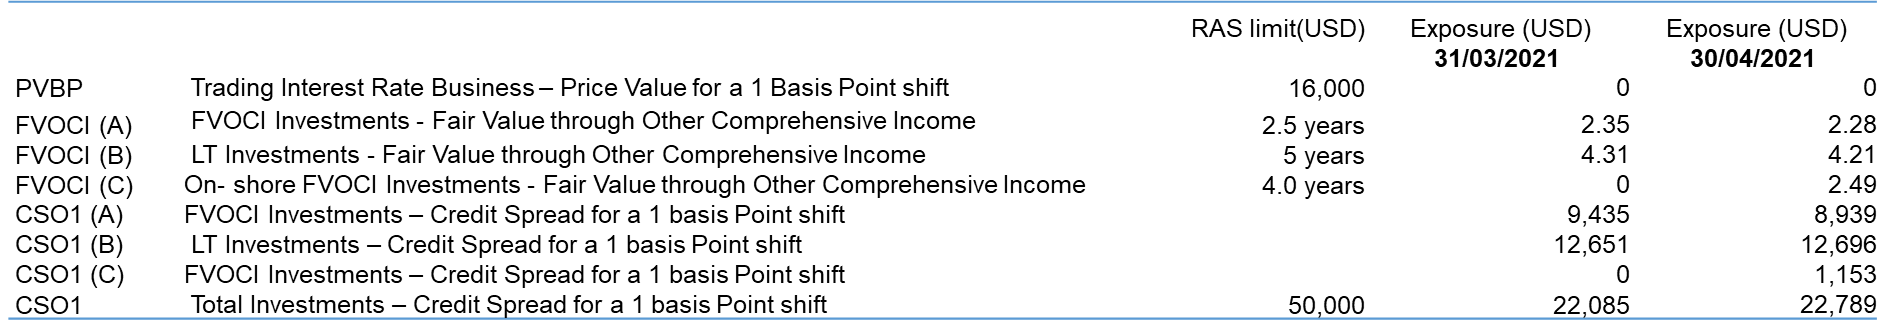 RAS limit(USD) Exposure (USD) Exposure (USD)
31/03/2021 30/04/2021
PVBP Trading Interest Rate Business – Price Value for a 1 Basis Point shift 16,000 0 0
FVOCI (A) FVOCI Investments - Fair Value through Other Comprehensive Income 2.5 years 2.35 2.28
FVOCI (B) LT Investments - Fair Value through Other Comprehensive Income 5 years 4.31 4.21
FVOCI (C) On- shore FVOCI Investments - Fair Value through Other Comprehensive Income 4.0 years 0 2.49
CSO1 (A) FVOCI Investments – Credit Spread for a 1 basis Point shift 9,435 8,939
CSO1 (B) LT Investments – Credit Spread for a 1 basis Point shift 12,651 12,696
CSO1 (C) FVOCI Investments – Credit Spread for a 1 basis Point shift 0 1,153
CSO1 Total Investments – Credit Spread for a 1 basis Point shift 50,000 22,085 22,789